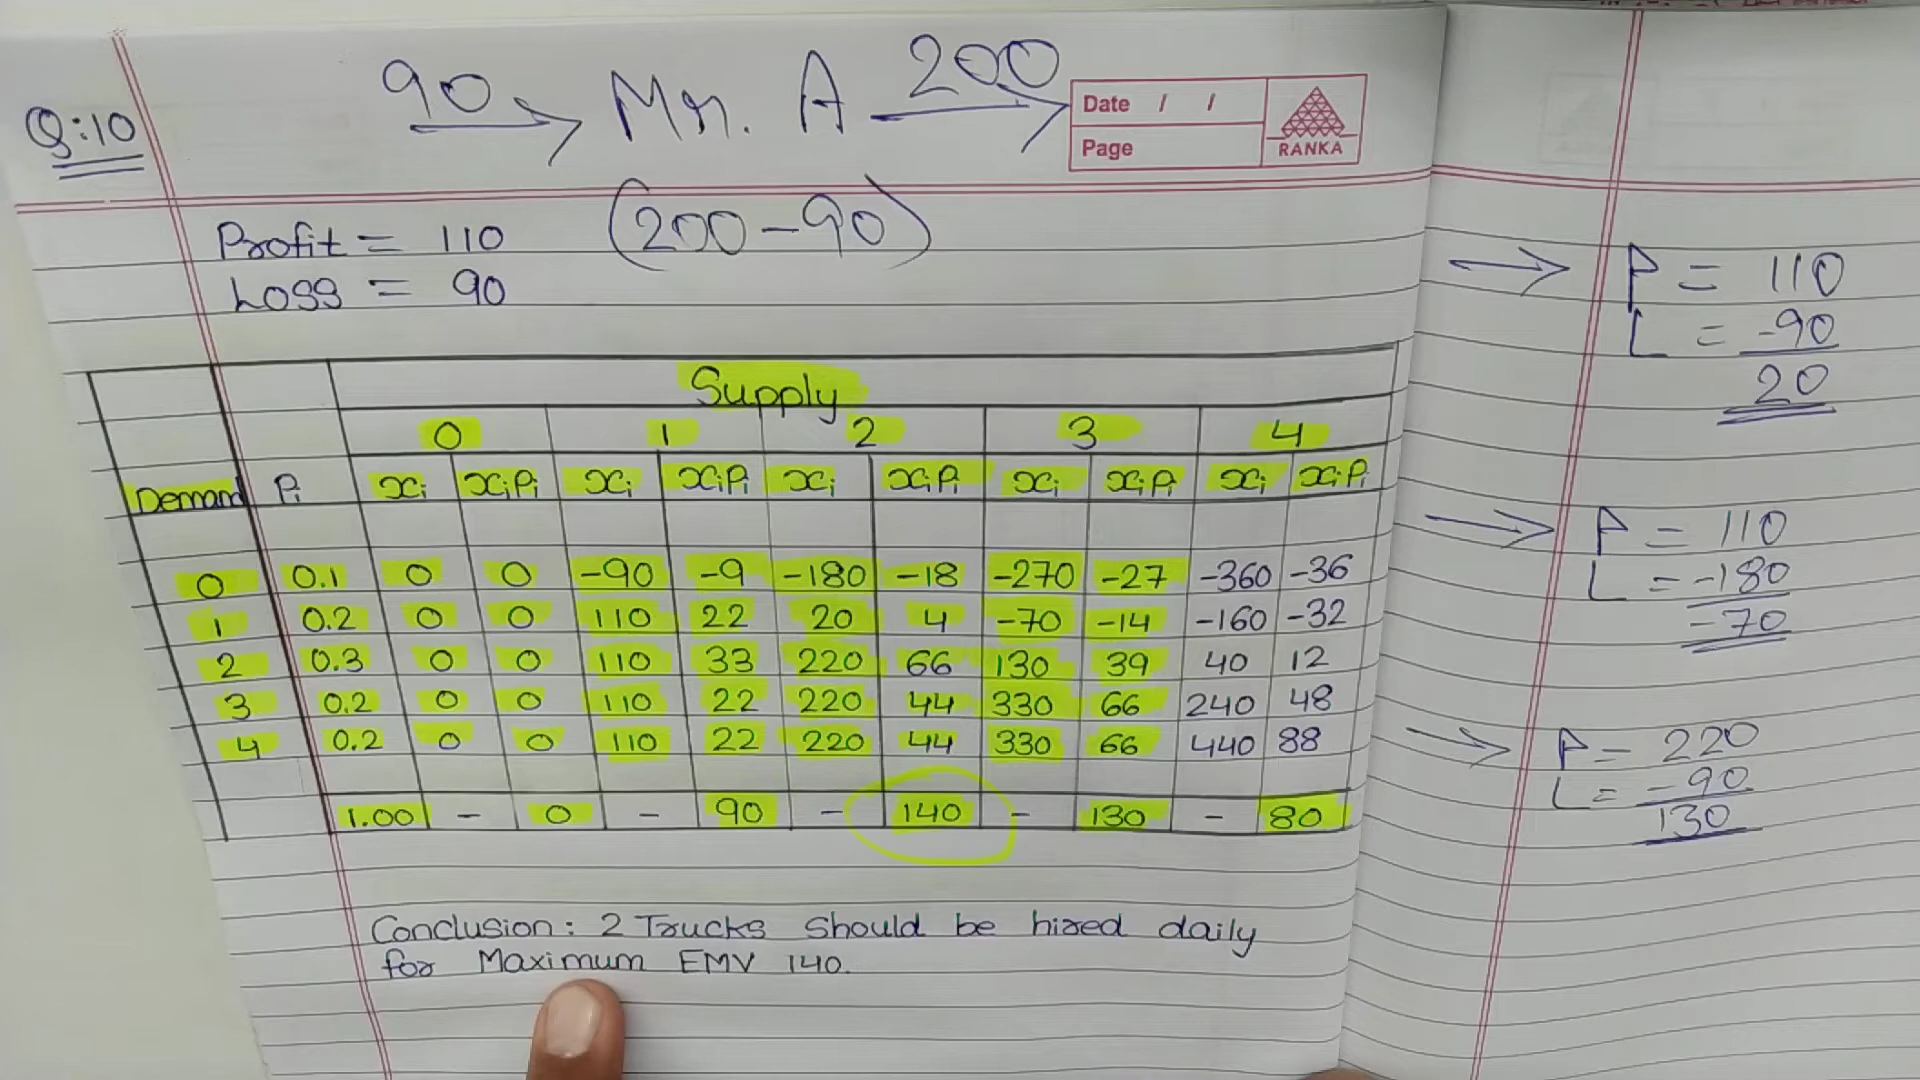 Q:10
90 → Mr. A 200 →
Date / /
Page
RANKA
Profit = 110 (200-90)
Loss = 90
Supply
0 1 2 3 4
Demand Pi xi xiPi xi xiPi xi xiPi xi xiPi xi xiPi
0 0.1 0 0 -90 -9 -180 -18 -270 -27 -360 -36
1 0.2 0 0 110 22 20 4 -70 -14 -160 -32
2 0.3 0 0 110 33 220 66 130 39 40 12
3 0.2 0 0 110 22 220 44 330 66 240 48
4 0.2 0 0 110 22 220 44 330 66 440 88
1.00 - 0 - 90 - 140 - 130 - 80
Conclusion: 2 Trucks should be hired daily
for Maximum EMV 140.
→ P = 110
L = -90
20
→ P = 110
L = -180
-70
→ P = 220
L = -90
130